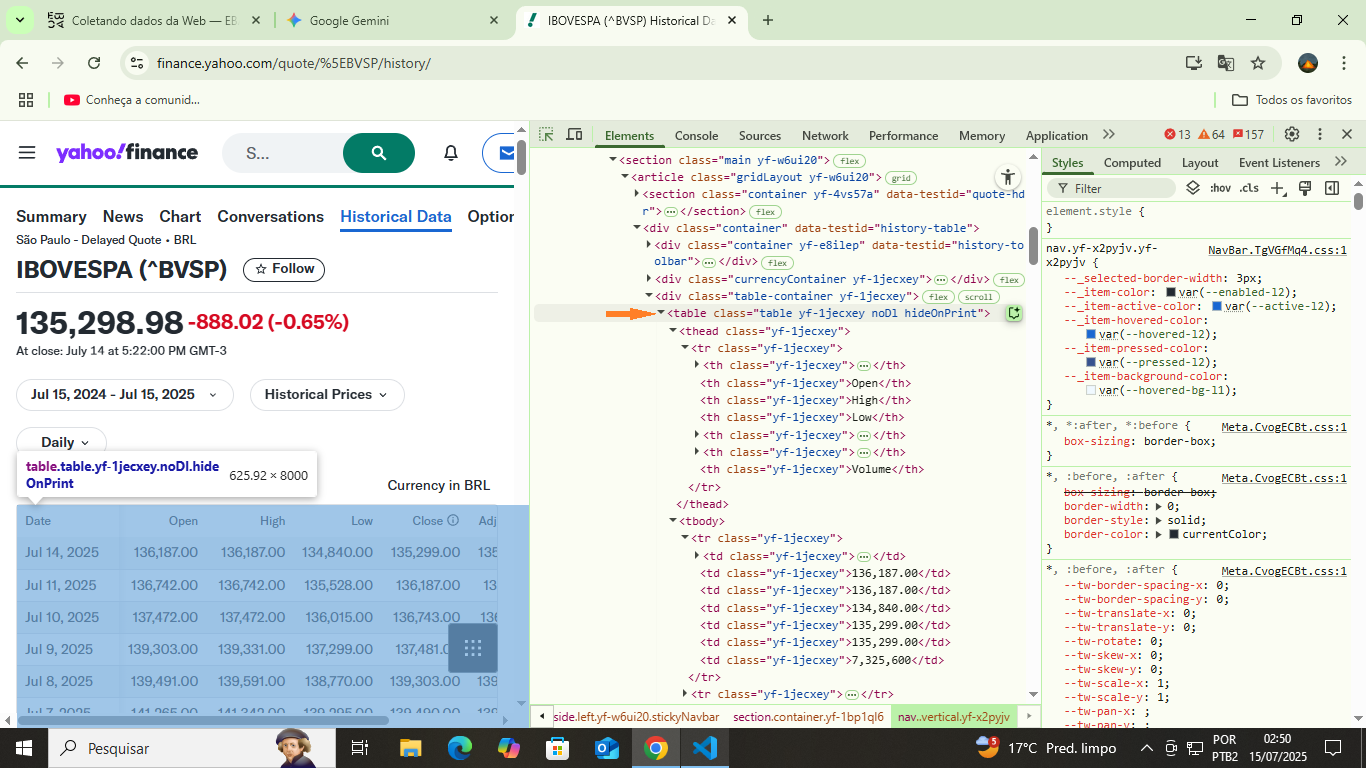 Coletando dados da Web — EB
Google Gemini
IBOVESPA (^BVSP) Historical Da
finance.yahoo.com/quote/%5EBVSP/history/
Conheça a comunid...
Todos os favoritos
yahoo!finance
S...
Summary News Chart Conversations Historical Data Option
São Paulo - Delayed Quote • BRL
IBOVESPA (^BVSP)
Follow
135,298.98 -888.02 (-0.65%)
At close: July 14 at 5:22:00 PM GMT-3
Jul 15, 2024 - Jul 15, 2025
Historical Prices
Daily
table.table.yf-1jecxey.noDl.hide
OnPrint
625.92 × 8000
Currency in BRL
Date Open High Low Close Adj
Jul 14, 2025 136,187.00 136,187.00 134,840.00 135,299.00 135
Jul 11, 2025 136,742.00 136,742.00 135,528.00 136,187.00 13
Jul 10, 2025 137,472.00 137,472.00 136,015.00 136,743.00 136
Jul 9, 2025 139,303.00 139,331.00 137,299.00 137,481.0
Jul 8, 2025 139,491.00 139,591.00 138,770.00 139,303.00 139
Jul 7, 2025 141,265.00 141,342.00 139,295.00 139,490.00 139
Elements Console Sources Network Performance Memory Application
13 64 157
<section class="main yf-w6ui20"> flex
<article class="gridLayout yf-w6ui20"> grid
<section class="container yf-4vs57a" data-testid="quote-hd
r"> … </section> flex
<div class="container" data-testid="history-table">
<div class="container yf-e8ilep" data-testid="history-to
olbar"> … </div> flex
<div class="currencyContainer yf-1jecxey"> … </div> flex
<div class="table-container yf-1jecxey"> flex scroll
<table class="table yf-1jecxey noDl hideOnPrint">
<thead class="yf-1jecxey">
<tr class="yf-1jecxey">
<th class="yf-1jecxey"> … </th>
<th class="yf-1jecxey">Open</th>
<th class="yf-1jecxey">High</th>
<th class="yf-1jecxey">Low</th>
<th class="yf-1jecxey"> … </th>
<th class="yf-1jecxey"> … </th>
<th class="yf-1jecxey">Volume</th>
</tr>
</thead>
<tbody>
<tr class="yf-1jecxey">
<td class="yf-1jecxey"> … </td>
<td class="yf-1jecxey">136,187.00</td>
<td class="yf-1jecxey">136,187.00</td>
<td class="yf-1jecxey">134,840.00</td>
<td class="yf-1jecxey">135,299.00</td>
<td class="yf-1jecxey">135,299.00</td>
<td class="yf-1jecxey">7,325,600</td>
</tr>
<tr class="yf-1jecxey"> … </tr>
side.left.yf-w6ui20.stickyNavbar section.container.yf-1bp1ql6 nav..vertical.yf-x2pyjv
Styles Computed Layout Event Listeners
Filter :hov .cls
element.style {
}
nav.yf-x2pyjv.yf- NavBar.TgVGfMq4.css:1
x2pyjv {
--_selected-border-width: 3px;
--_item-color: var(--enabled-l2);
--_item-active-color: var(--active-l2);
--_item-hovered-color:
var(--hovered-l2);
--_item-pressed-color:
var(--pressed-l2);
--_item-background-color:
var(--hovered-bg-l1);
}
*, *:after, *:before { Meta.CvogECBt.css:1
box-sizing: border-box;
}
*, :before, :after { Meta.CvogECBt.css:1
box-sizing: border-box;
border-width: 0;
border-style: solid;
border-color: currentColor;
}
*, :before, :after { Meta.CvogECBt.css:1
--tw-border-spacing-x: 0;
--tw-border-spacing-y: 0;
--tw-translate-x: 0;
--tw-translate-y: 0;
--tw-rotate: 0;
--tw-skew-x: 0;
--tw-skew-y: 0;
--tw-scale-x: 1;
--tw-scale-y: 1;
--tw-pan-x: ;
--tw-pan-y: ;
Pesquisar
5
17°C Pred. limpo
POR
PTB2
02:50
15/07/2025